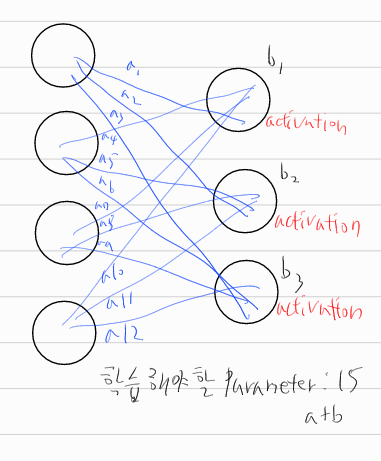 a1
a2
a3
a4
a5
a6
a7
a8
a9
a10
a11
a12
b1
activation
b2
activation
b3
activation
학습해야 할 parameter : 15
a+b